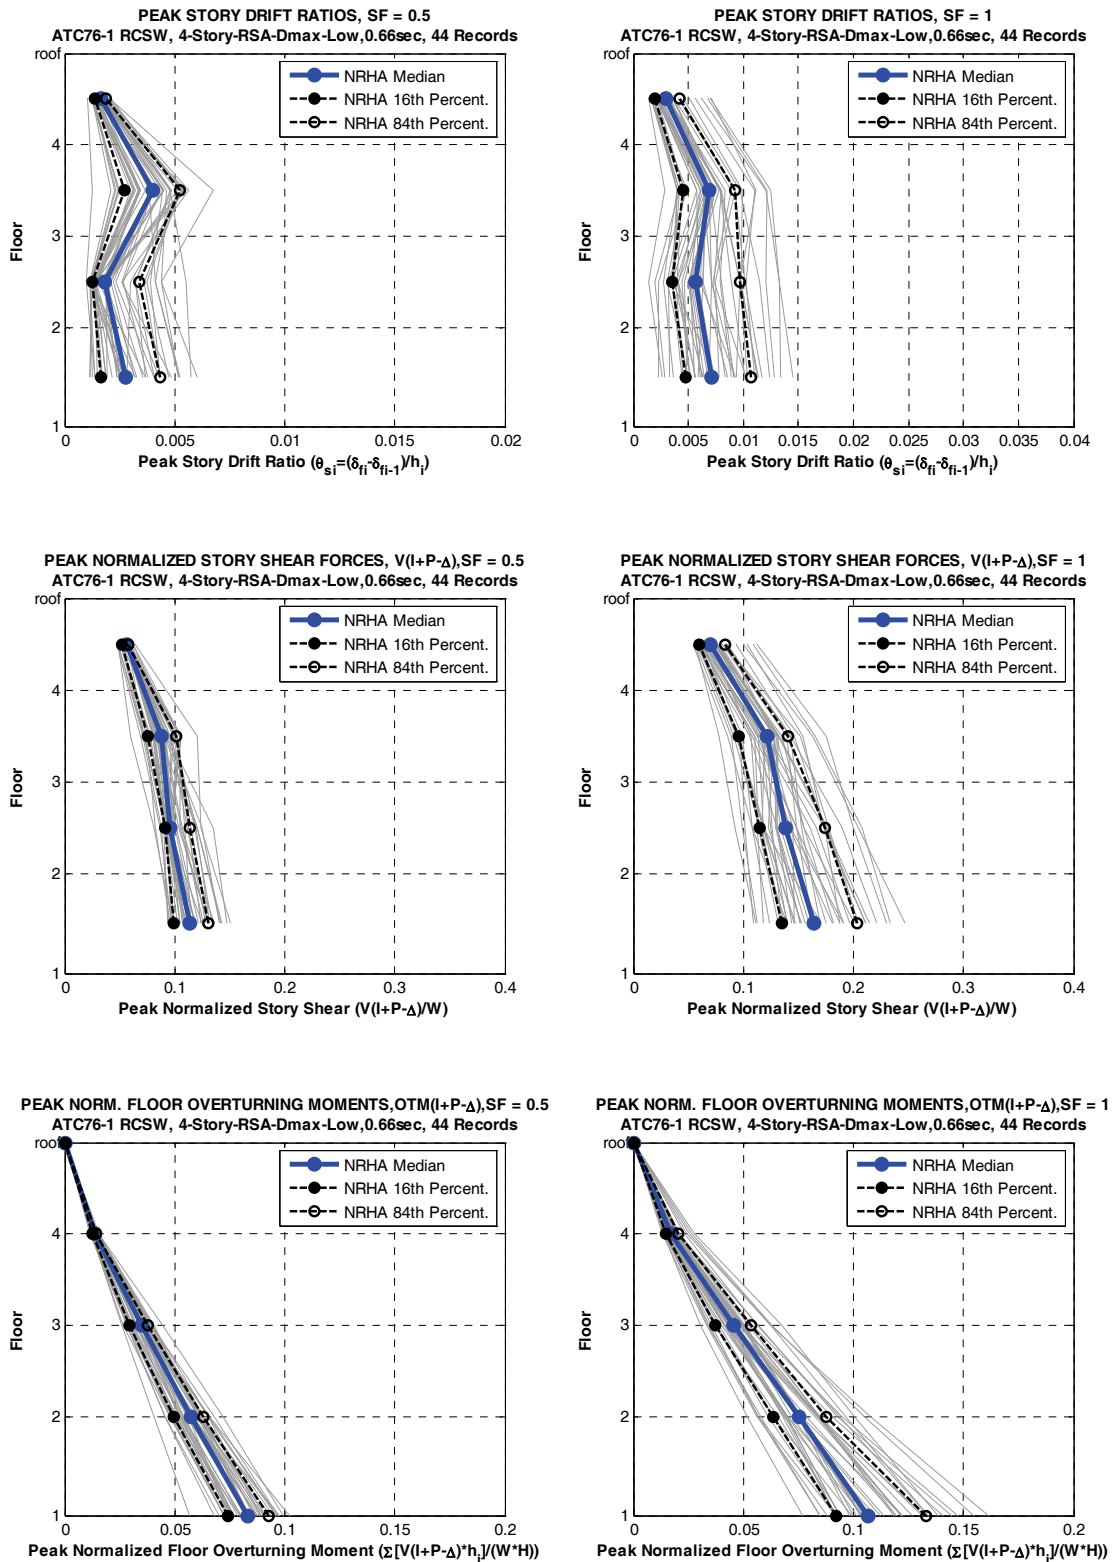 PEAK STORY DRIFT RATIOS, SF = 0.5
ATC76-1 RCSW, 4-Story-RSA-Dmax-Low,0.66sec, 44 Records
roof
4
3
2
1
Floor
NRHA Median
NRHA 16th Percent.
NRHA 84th Percent.
0 0.005 0.01 0.015 0.02
Peak Story Drift Ratio (θsi=(δfi-δfi-1)/hi)
PEAK STORY DRIFT RATIOS, SF = 1
ATC76-1 RCSW, 4-Story-RSA-Dmax-Low,0.66sec, 44 Records
roof
4
3
2
1
Floor
NRHA Median
NRHA 16th Percent.
NRHA 84th Percent.
0 0.005 0.01 0.015 0.02 0.025 0.03 0.035 0.04
Peak Story Drift Ratio (θsi=(δfi-δfi-1)/hi)
PEAK NORMALIZED STORY SHEAR FORCES, V(I+P-Δ),SF = 0.5
ATC76-1 RCSW, 4-Story-RSA-Dmax-Low,0.66sec, 44 Records
roof
4
3
2
1
Floor
NRHA Median
NRHA 16th Percent.
NRHA 84th Percent.
0 0.1 0.2 0.3 0.4
Peak Normalized Story Shear (V(I+P-Δ)/W)
PEAK NORMALIZED STORY SHEAR FORCES, V(I+P-Δ),SF = 1
ATC76-1 RCSW, 4-Story-RSA-Dmax-Low,0.66sec, 44 Records
roof
4
3
2
1
Floor
NRHA Median
NRHA 16th Percent.
NRHA 84th Percent.
0 0.1 0.2 0.3 0.4
Peak Normalized Story Shear (V(I+P-Δ)/W)
PEAK NORM. FLOOR OVERTURNING MOMENTS,OTM(I+P-Δ),SF = 0.5
ATC76-1 RCSW, 4-Story-RSA-Dmax-Low,0.66sec, 44 Records
roof
4
3
2
1
Floor
NRHA Median
NRHA 16th Percent.
NRHA 84th Percent.
0 0.05 0.1 0.15 0.2
Peak Normalized Floor Overturning Moment (Σ[V(I+P-Δ)*hi]/(W*H))
PEAK NORM. FLOOR OVERTURNING MOMENTS,OTM(I+P-Δ),SF = 1
ATC76-1 RCSW, 4-Story-RSA-Dmax-Low,0.66sec, 44 Records
roof
4
3
2
1
Floor
NRHA Median
NRHA 16th Percent.
NRHA 84th Percent.
0 0.05 0.1 0.15 0.2
Peak Normalized Floor Overturning Moment (Σ[V(I+P-Δ)*hi]/(W*H))